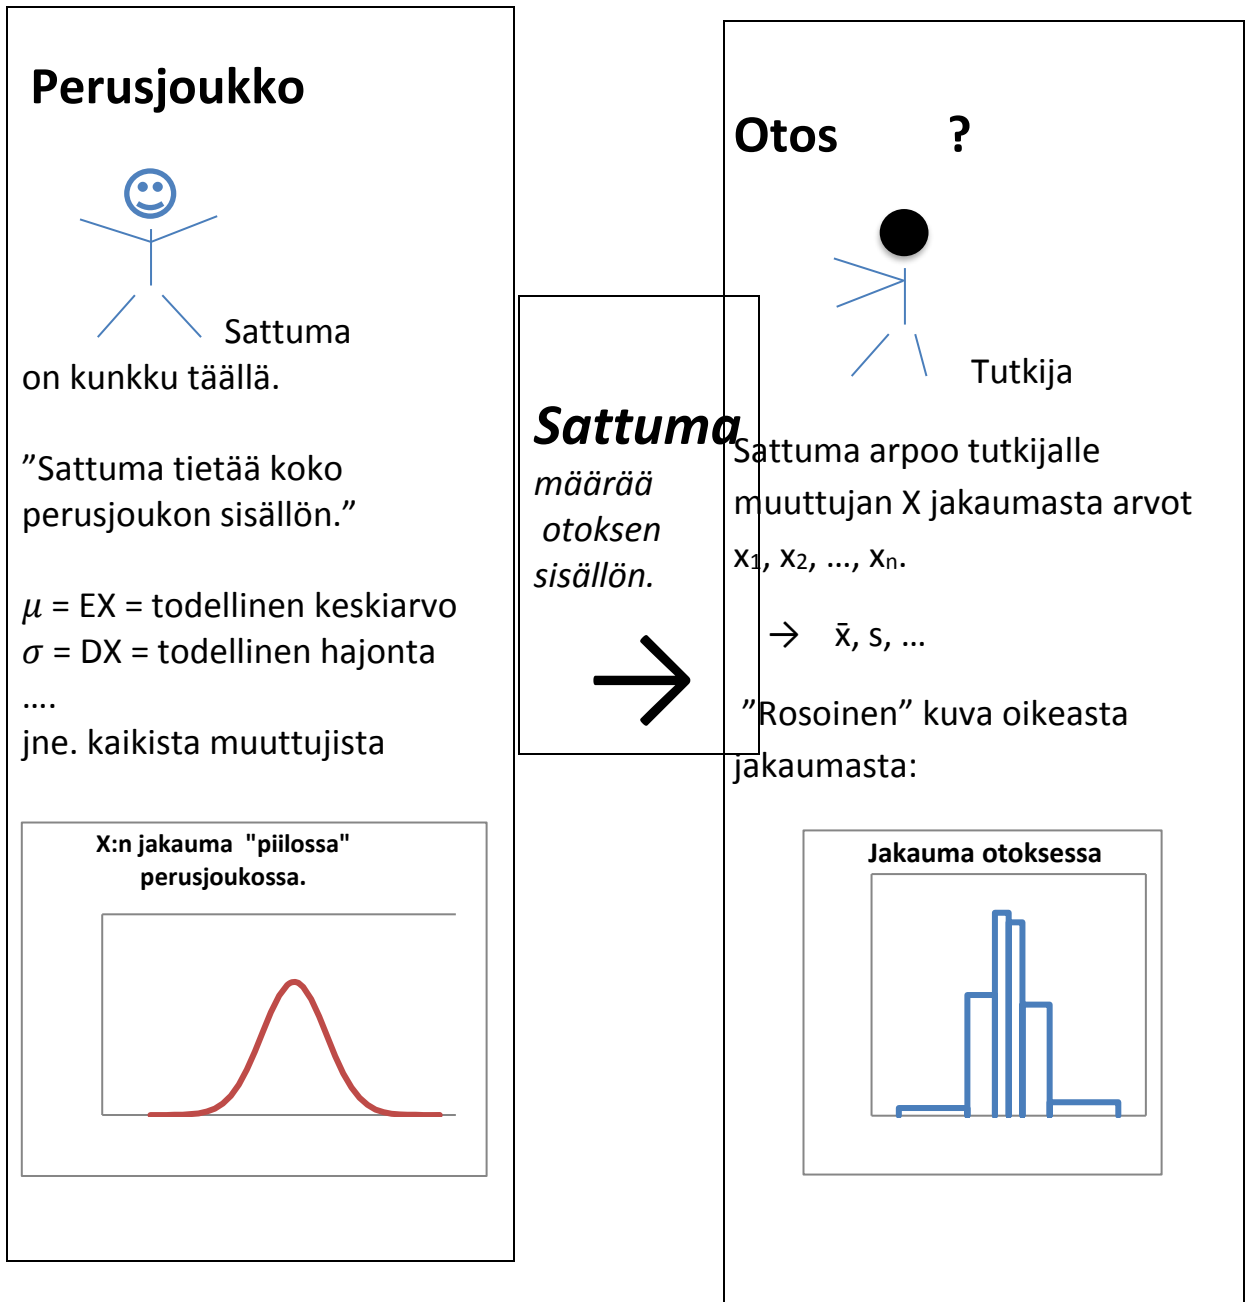 Perusjoukko
Sattuma
on kunkku täällä.
”Sattuma tietää koko
perusjoukon sisällön.”
𝜇 = EX = todellinen keskiarvo
𝜎 = DX = todellinen hajonta
….
jne. kaikista muuttujista
X:n jakauma "piilossa"
perusjoukossa.
Sattuma
määrää
otoksen
sisällön.
→
Otos ?
Tutkija
Sattuma arpoo tutkijalle
muuttujan X jakaumasta arvot
x₁, x₂, …, xₙ.
→ x̄, s, …
”Rosoinen” kuva oikeasta
jakaumasta:
Jakauma otoksessa